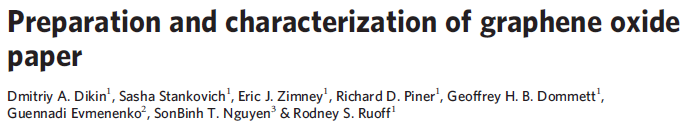 Preparation and characterization of graphene oxide
paper
Dmitriy A. Dikin¹, Sasha Stankovich¹, Eric J. Zimney¹, Richard D. Piner¹, Geoffrey H. B. Dommett¹,
Guennadi Evmenenko², SonBinh T. Nguyen³ & Rodney S. Ruoff¹